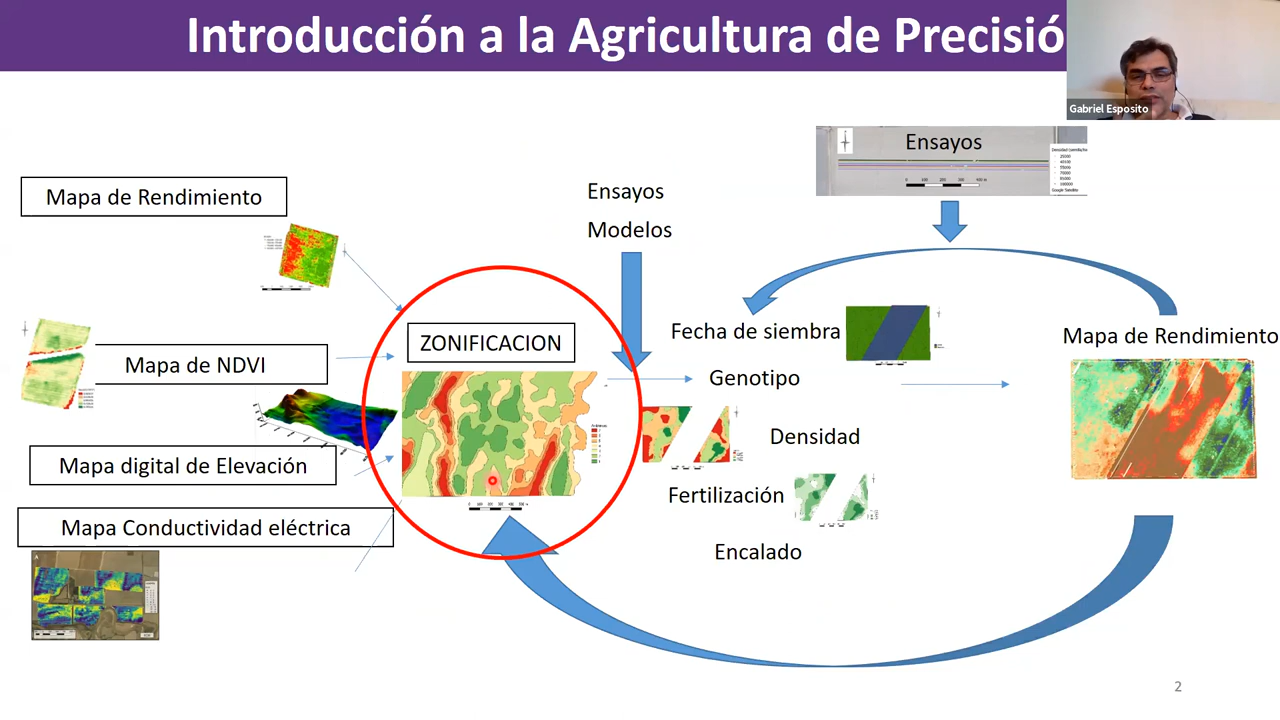 Introducción a la Agricultura de Precisió
Gabriel Esposito
Ensayos
Mapa de Rendimiento
Ensayos
Modelos
Fecha de siembra
Mapa de Rendimiento
ZONIFICACION
Mapa de NDVI
Genotipo
Densidad
Mapa digital de Elevación
Fertilización
Mapa Conductividad eléctrica
Encalado
2